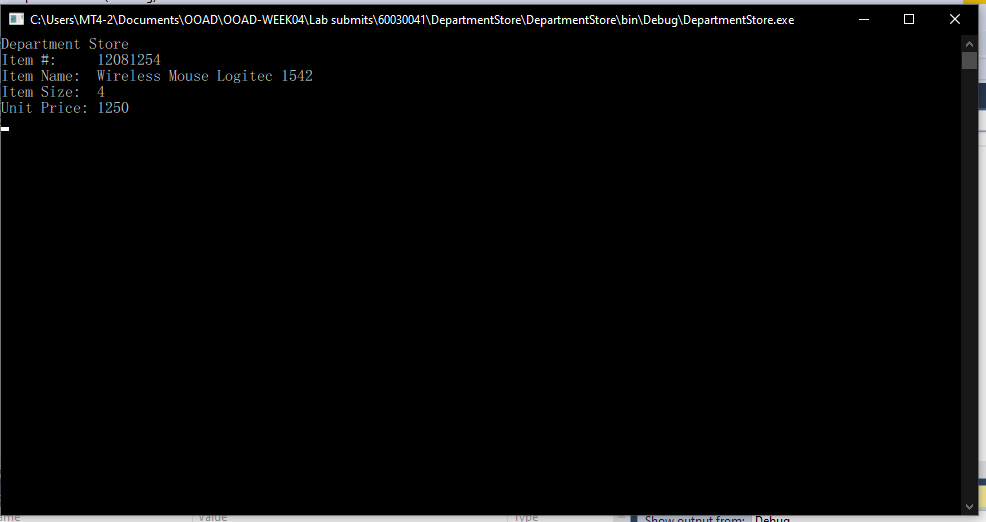 C:\Users\MT4-2\Documents\OOAD\OOAD-WEEK04\Lab submits\60030041\DepartmentStore\DepartmentStore\bin\Debug\DepartmentStore.exe
Department Store
Item #:     12081254
Item Name:  Wireless Mouse Logitec 1542
Item Size:  4
Unit Price: 1250
Value
Type
Show output from: Debug